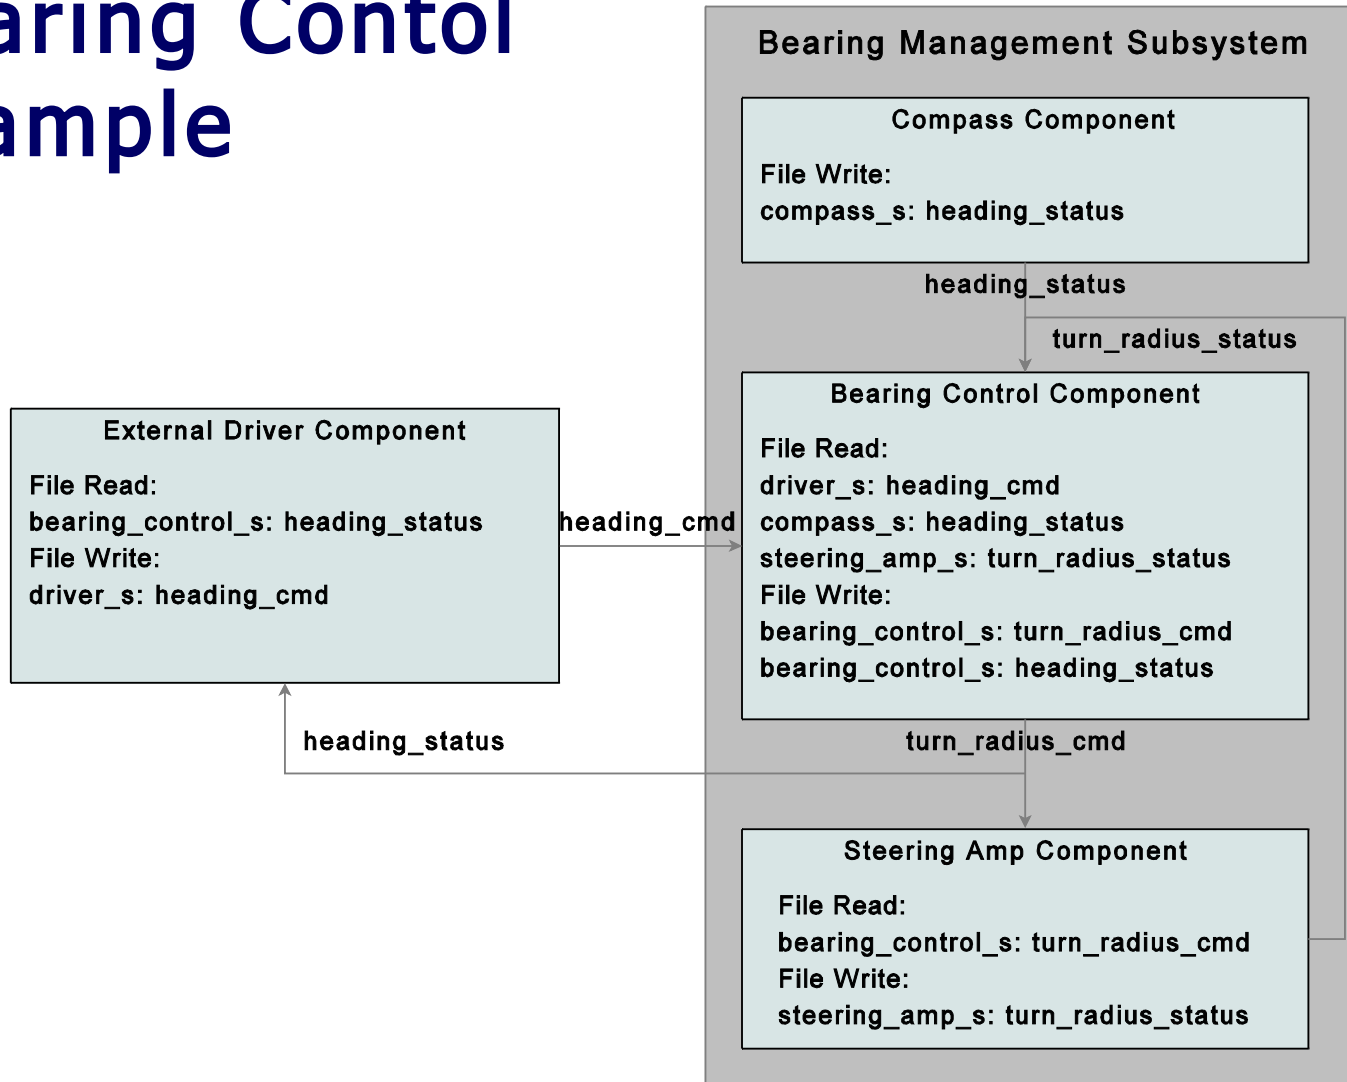 aring Contol
ample
Bearing Management Subsystem
Compass Component
File Write:
compass_s: heading_status
heading_status
turn_radius_status
Bearing Control Component
File Read:
driver_s: heading_cmd
compass_s: heading_status
steering_amp_s: turn_radius_status
File Write:
bearing_control_s: turn_radius_cmd
bearing_control_s: heading_status
External Driver Component
File Read:
bearing_control_s: heading_status
File Write:
driver_s: heading_cmd
heading_cmd
heading_status
turn_radius_cmd
Steering Amp Component
File Read:
bearing_control_s: turn_radius_cmd
File Write:
steering_amp_s: turn_radius_status